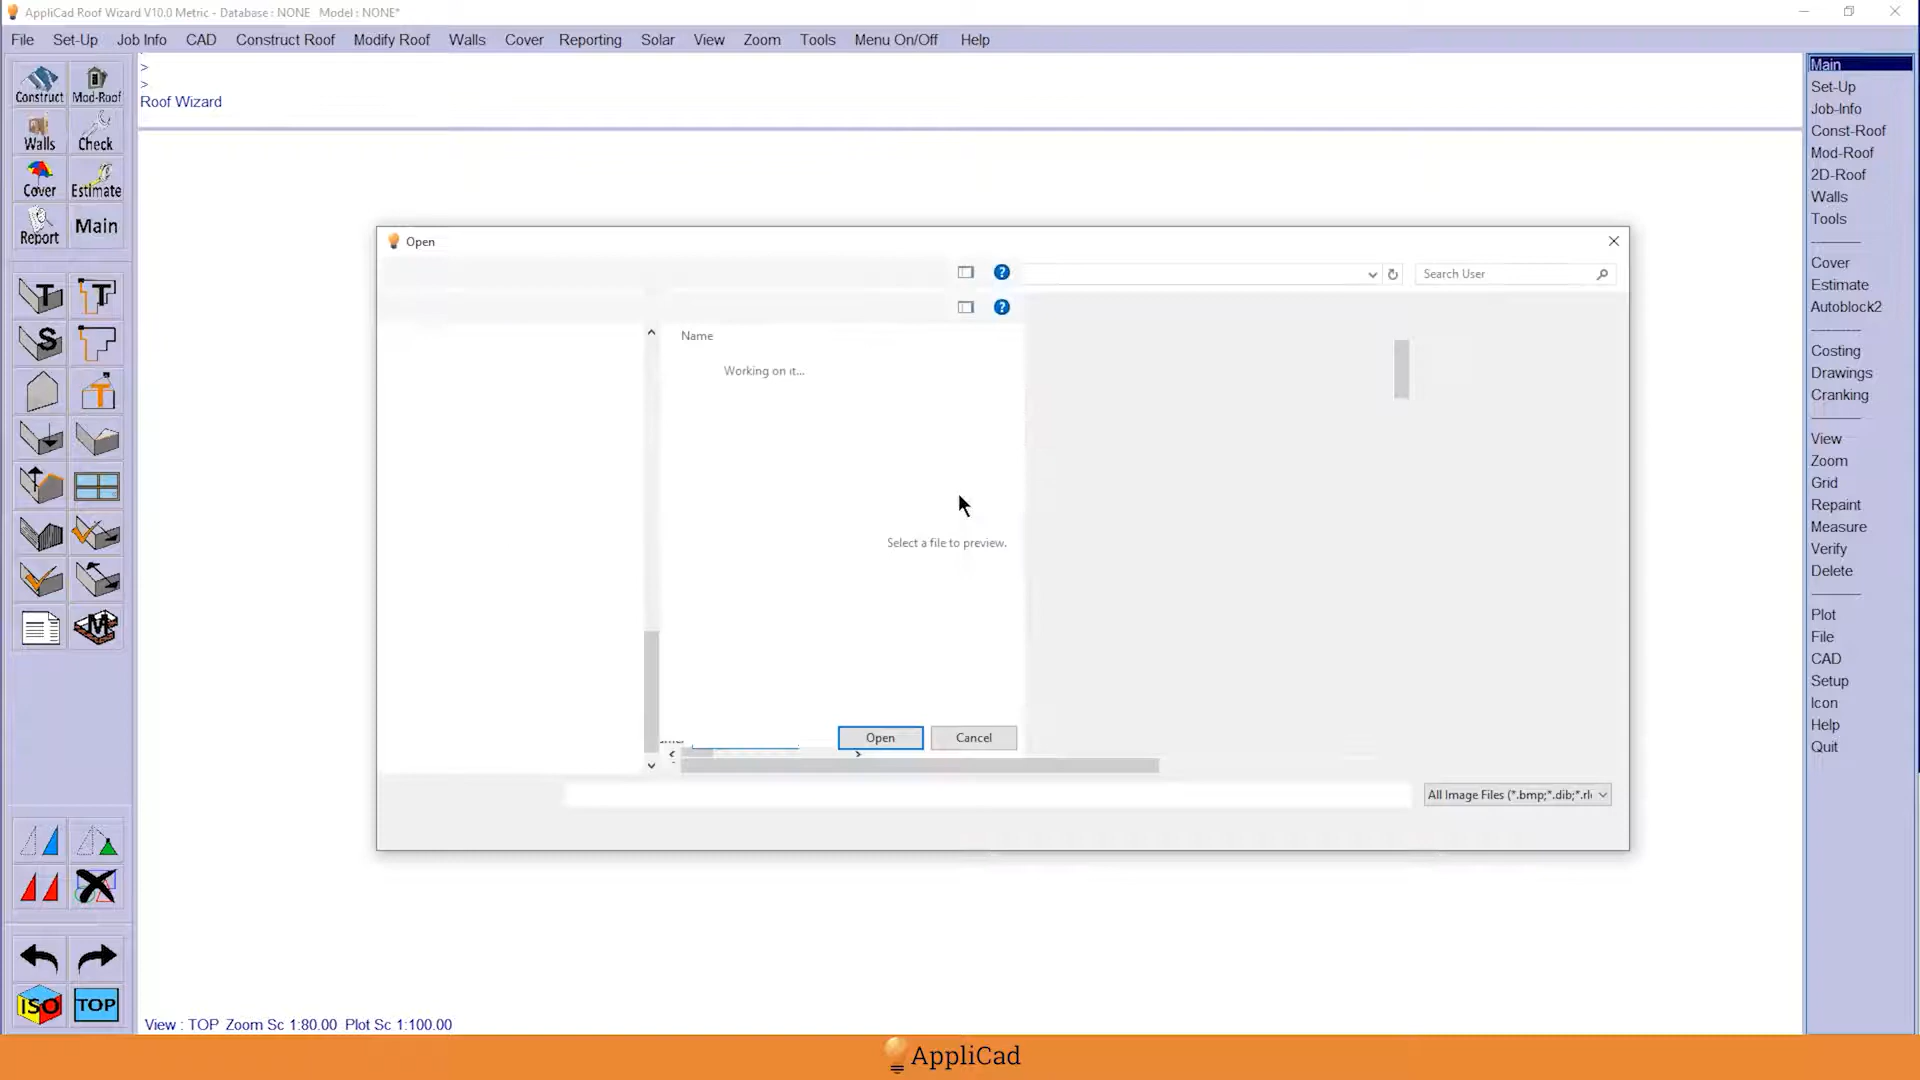 AppliCad Roof Wizard V10.0 Metric - Database : NONE   Model : NONE*
File   Set-Up   Job Info   CAD   Construct Roof   Modify Roof   Walls   Cover   Reporting   Solar   View   Zoom   Tools   Menu On/Off   Help
>
>
Roof Wizard
Construct   Mod-Roof
Walls   Check
Cover   Estimate
Report   Main
T   T
S
T
M
ISO   TOP
Open
Search User
Name
Working on it...
Select a file to preview.
Open   Cancel
All Image Files (*.bmp;*.dib;*.rl
Main
Set-Up
Job-Info
Const-Roof
Mod-Roof
2D-Roof
Walls
Tools
Cover
Estimate
Autoblock2
Costing
Drawings
Cranking
View
Zoom
Grid
Repaint
Measure
Verify
Delete
Plot
File
CAD
Setup
Icon
Help
Quit
View : TOP  Zoom Sc 1:80.00  Plot Sc 1:100.00
AppliCad